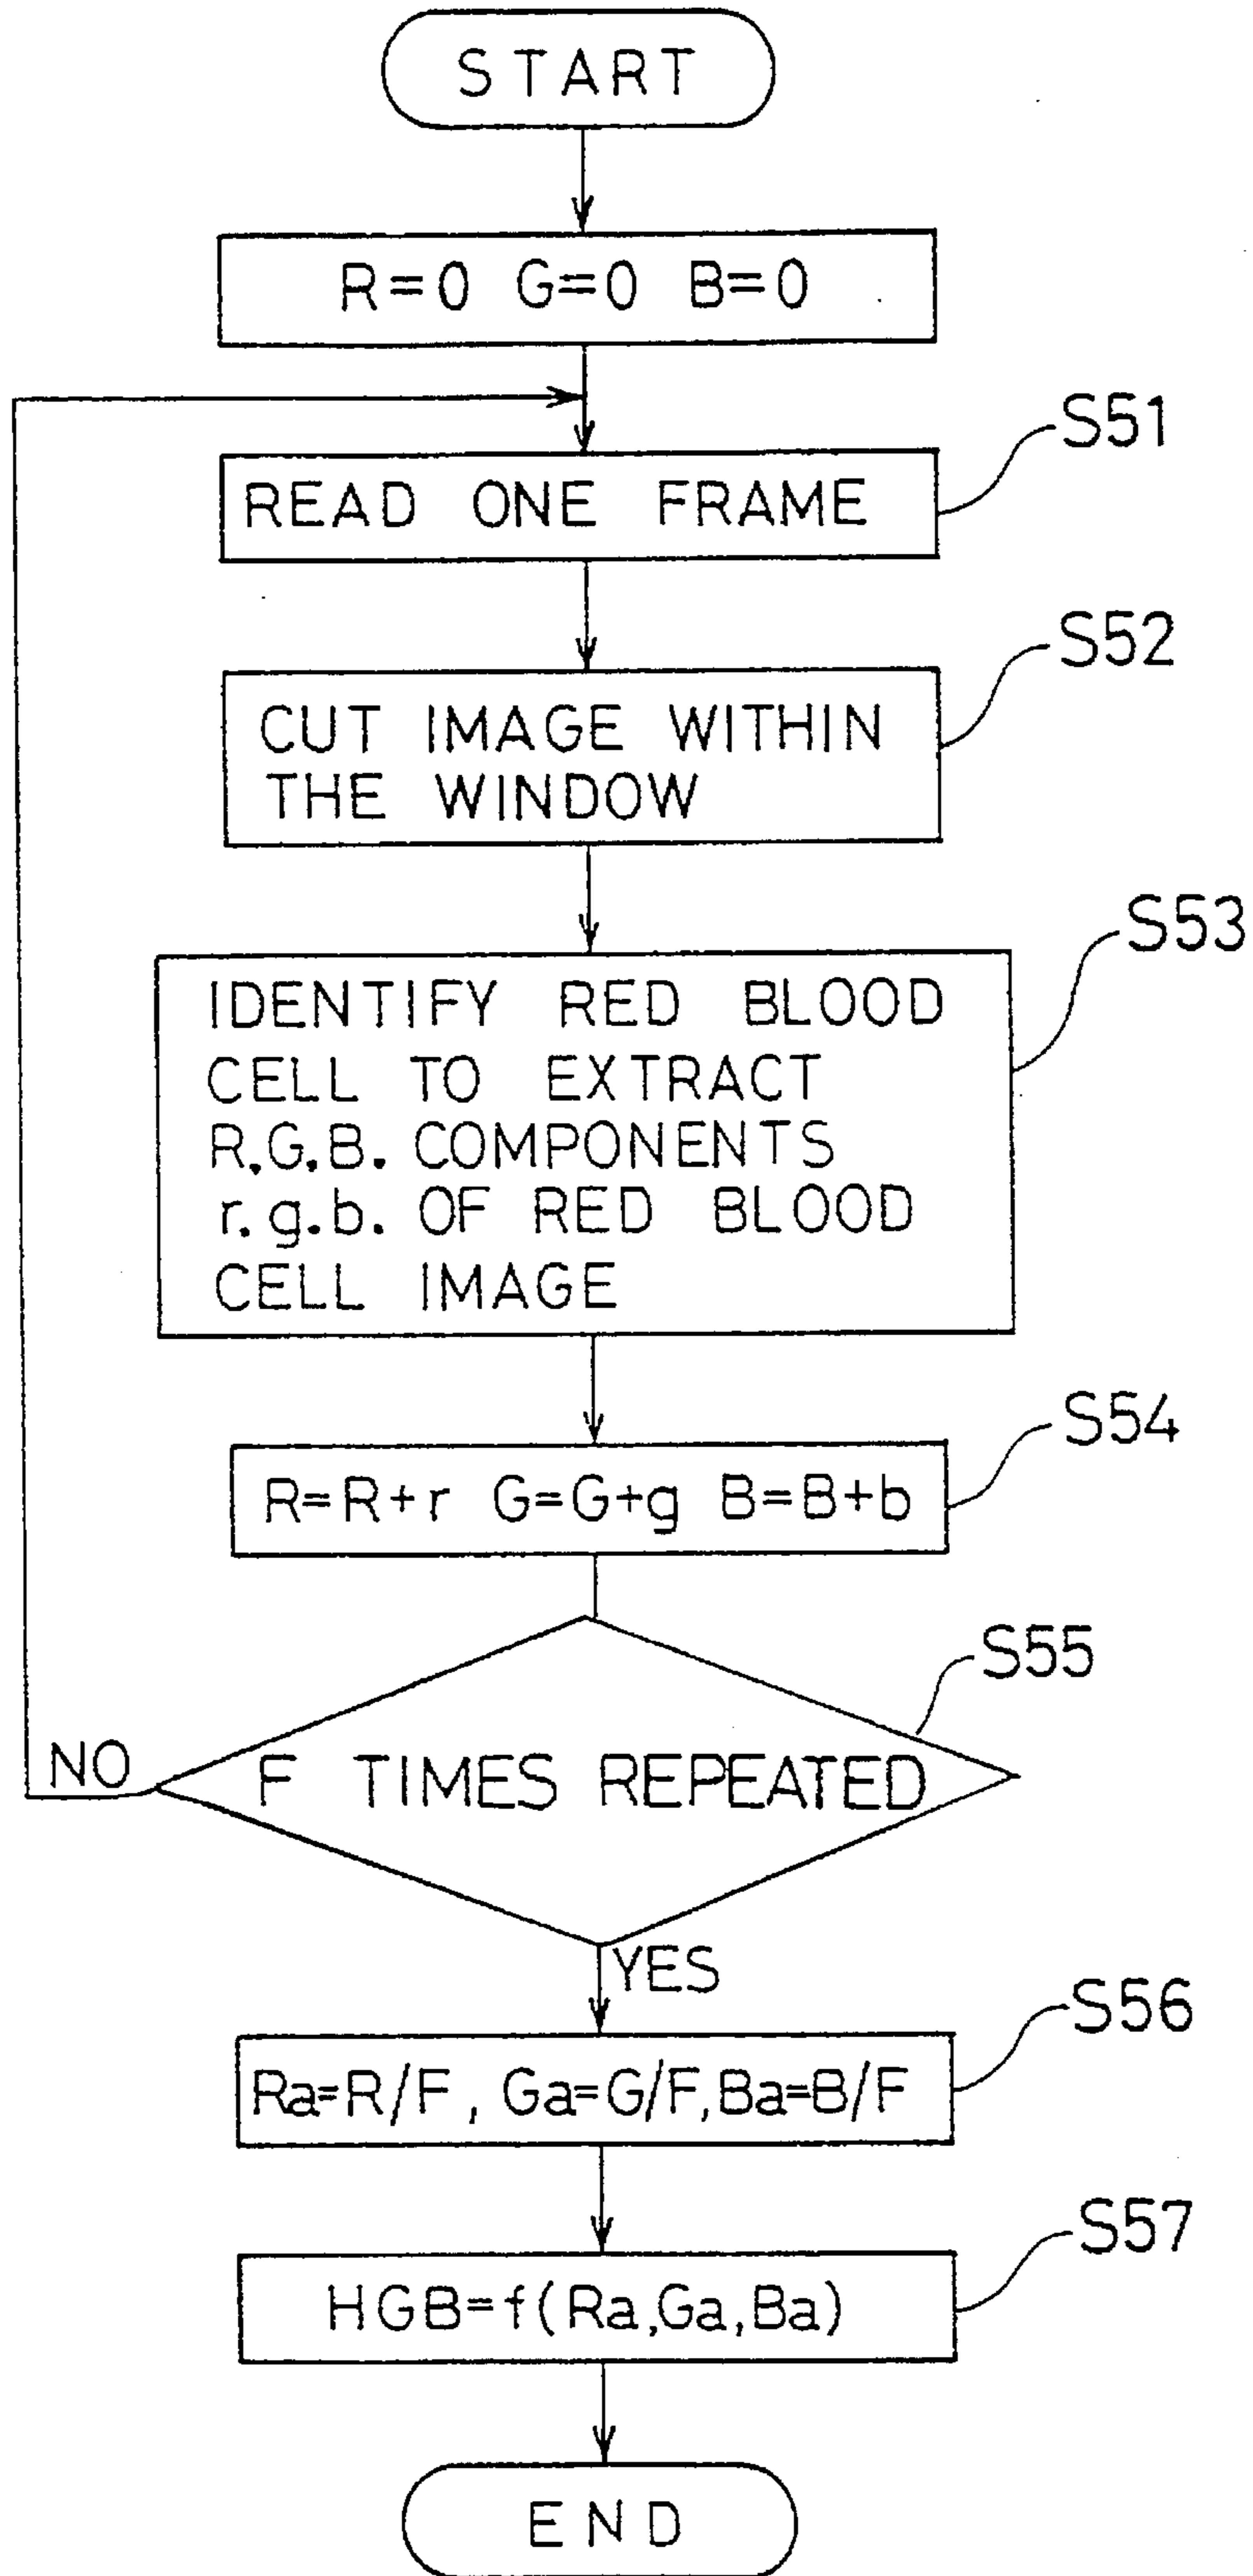 START
R=0 G=0 B=0
S51
READ ONE FRAME
S52
CUT IMAGE WITHIN
THE WINDOW
S53
IDENTIFY RED BLOOD
CELL TO EXTRACT
R.G.B. COMPONENTS
r.g.b. OF RED BLOOD
CELL IMAGE
S54
R=R+r G=G+g B=B+b
S55
NO
F TIMES REPEATED
YES
S56
Ra=R/F, Ga=G/F, Ba=B/F
S57
HGB=f(Ra,Ga,Ba)
END